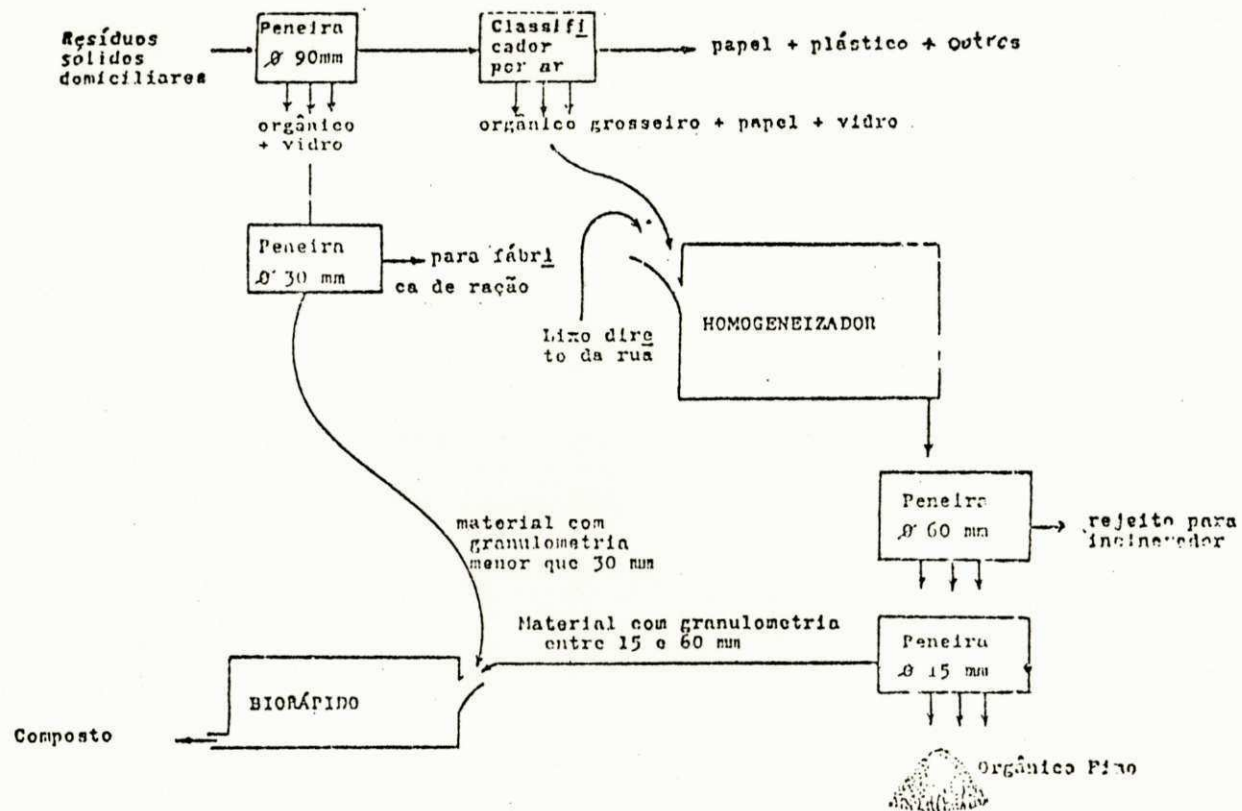 Resíduos
sólidos
domiciliares
Peneira
Ø 90mm
Classifi
cador
por ar
papel + plástico + outros
orgânico
+ vidro
orgânico grosseiro + papel + vidro
Peneira
Ø 30 mm
para fábri
ca de ração
Lixo dire
to da rua
HOMOGENEIZADOR
Peneira
Ø 60 mm
rejeito para
incinerador
material com
granulometria
menor que 30 mm
Material com granulometria
entre 15 e 60 mm
Peneira
Ø 15 mm
BIORÁPIDO
Composto
Orgânico Fino